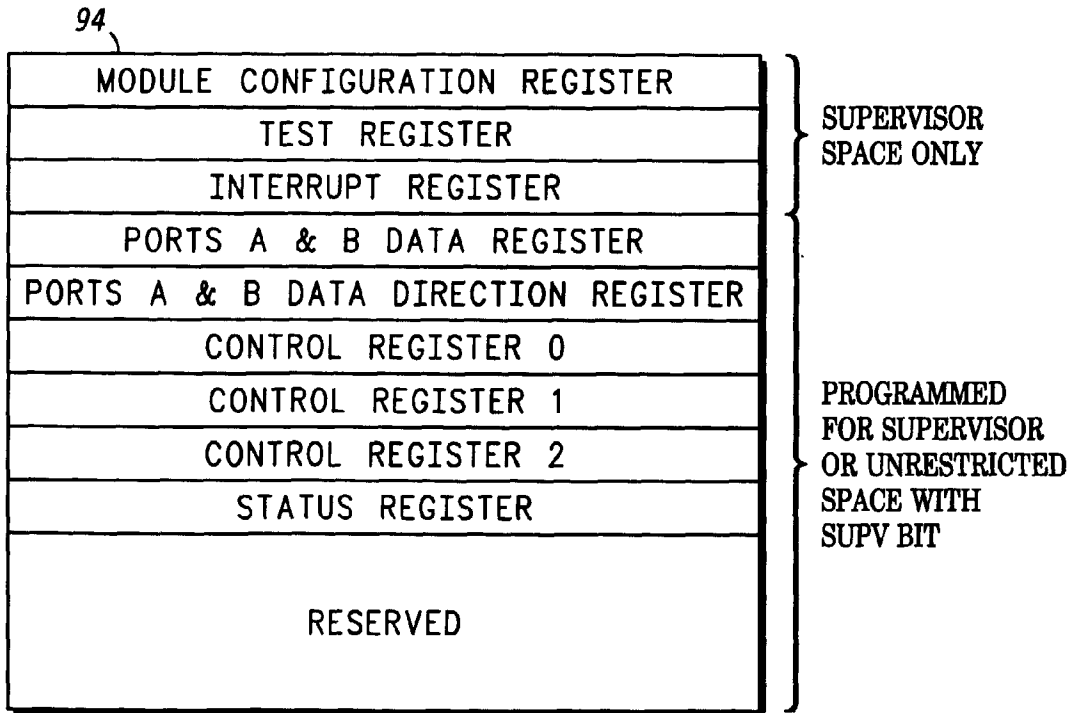 94
MODULE CONFIGURATION REGISTER
TEST REGISTER
INTERRUPT REGISTER
SUPERVISOR
SPACE ONLY
PORTS A & B DATA REGISTER
PORTS A & B DATA DIRECTION REGISTER
CONTROL REGISTER 0
CONTROL REGISTER 1
CONTROL REGISTER 2
STATUS REGISTER
RESERVED
PROGRAMMED
FOR SUPERVISOR
OR UNRESTRICTED
SPACE WITH
SUPV BIT